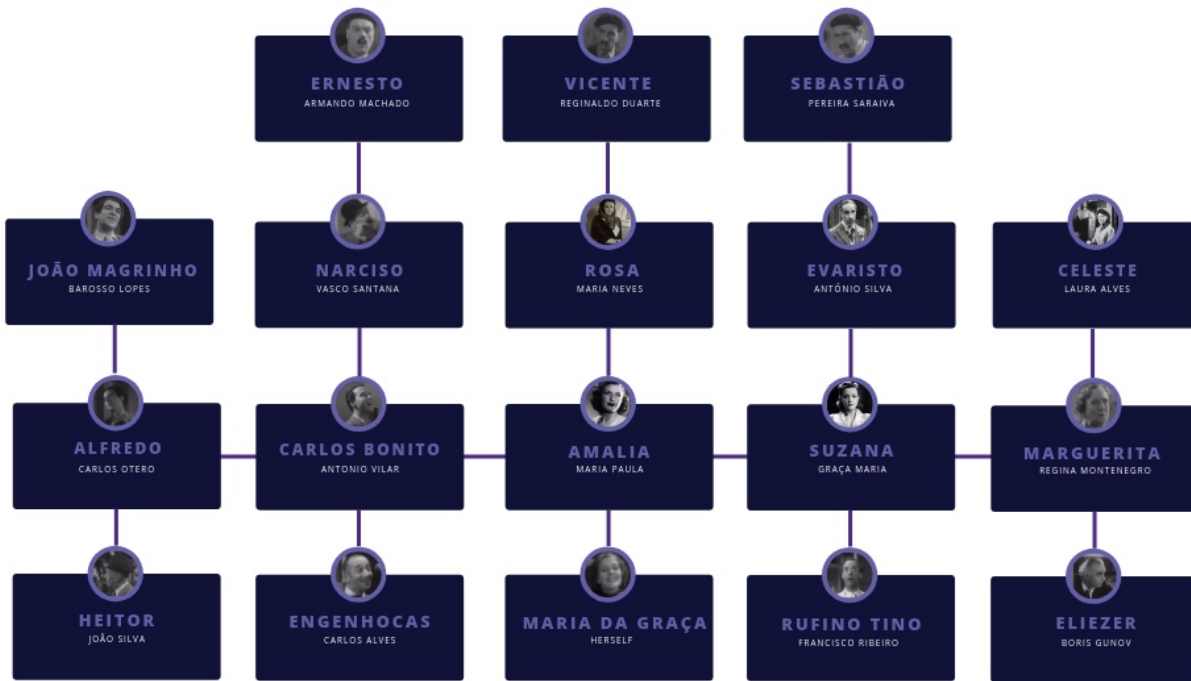 ERNESTO
ARMANDO MACHADO
VICENTE
REGINALDO DUARTE
SEBASTIÃO
PEREIRA SARAIVA
JOÃO MAGRINHO
BAROSSO LOPES
NARCISO
VASCO SANTANA
ROSA
MARIA NEVES
EVARISTO
ANTÓNIO SILVA
CELESTE
LAURA ALVES
ALFREDO
CARLOS OTERO
CARLOS BONITO
ANTONIO VILAR
AMALIA
MARIA PAULA
SUZANA
GRAÇA MARIA
MARGUERITA
REGINA MONTENEGRO
HEITOR
JOÃO SILVA
ENGENHOCAS
CARLOS ALVES
MARIA DA GRAÇA
HERSELF
RUFINO TINO
FRANCISCO RIBEIRO
ELIEZER
BORIS GUNOV